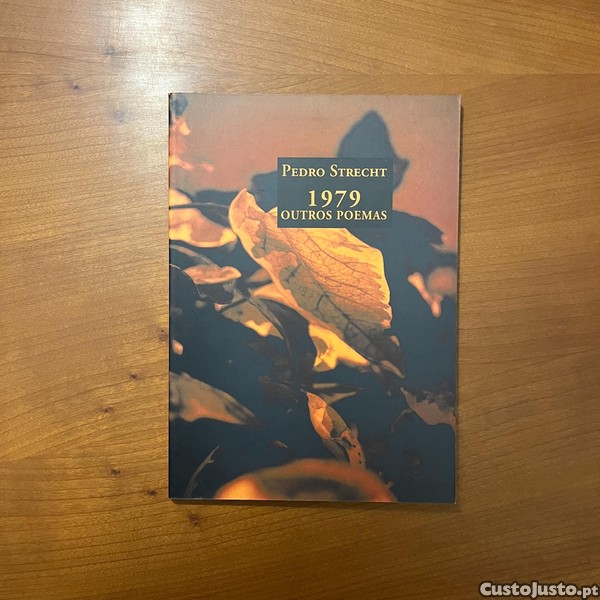 PEDRO STRECHT
1979
OUTROS POEMAS
CustoJusto.pt